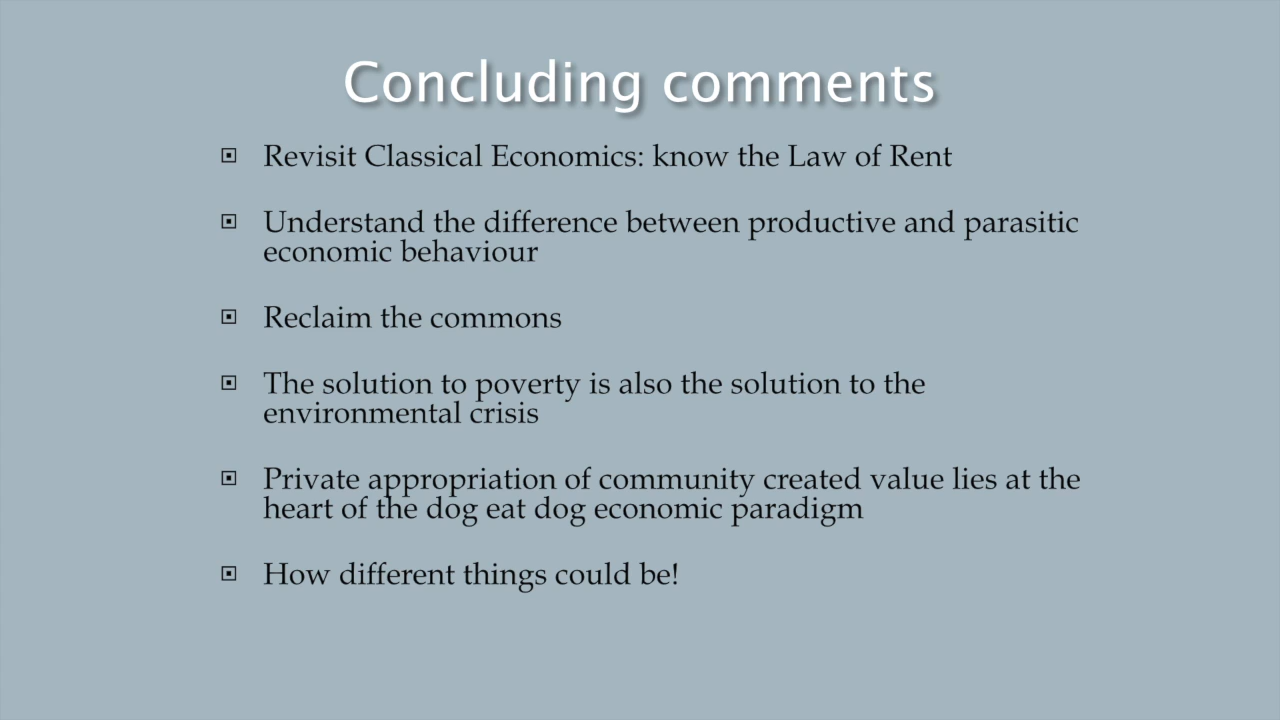 Concluding comments
Revisit Classical Economics: know the Law of Rent
Understand the difference between productive and parasitic
economic behaviour
Reclaim the commons
The solution to poverty is also the solution to the
environmental crisis
Private appropriation of community created value lies at the
heart of the dog eat dog economic paradigm
How different things could be!